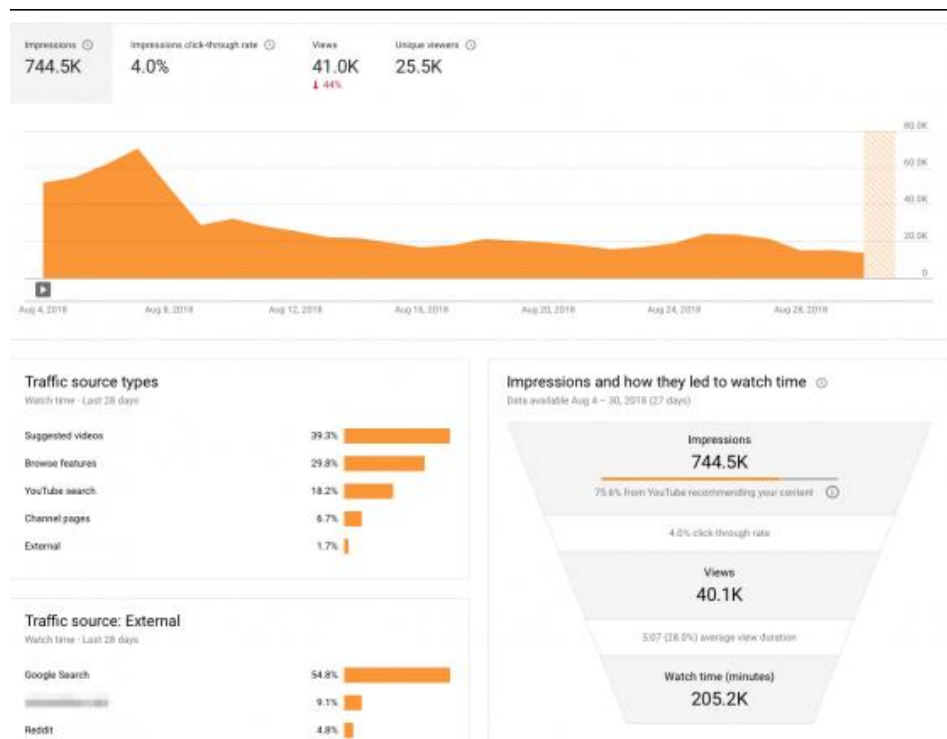 Impressions
Impressions click-through rate
Views
Unique viewers
744.5K
4.0%
41.0K
25.5K
44%
80.0K
60.0K
40.0K
20.0K
0
Aug 4, 2018
Aug 8, 2018
Aug 12, 2018
Aug 16, 2018
Aug 20, 2018
Aug 24, 2018
Aug 28, 2018
Traffic source types
Watch time · Last 28 days
Suggested videos 39.3%
Browse features 29.8%
YouTube search 18.2%
Channel pages 6.7%
External 1.7%
Traffic source: External
Watch time · Last 28 days
Google Search 54.8%
9.1%
Reddit 4.8%
Impressions and how they led to watch time
Data available Aug 4 – 30, 2018 (27 days)
Impressions
744.5K
75.6% from YouTube recommending your content
4.0% click-through rate
Views
40.1K
5:07 (28.0%) average view duration
Watch time (minutes)
205.2K